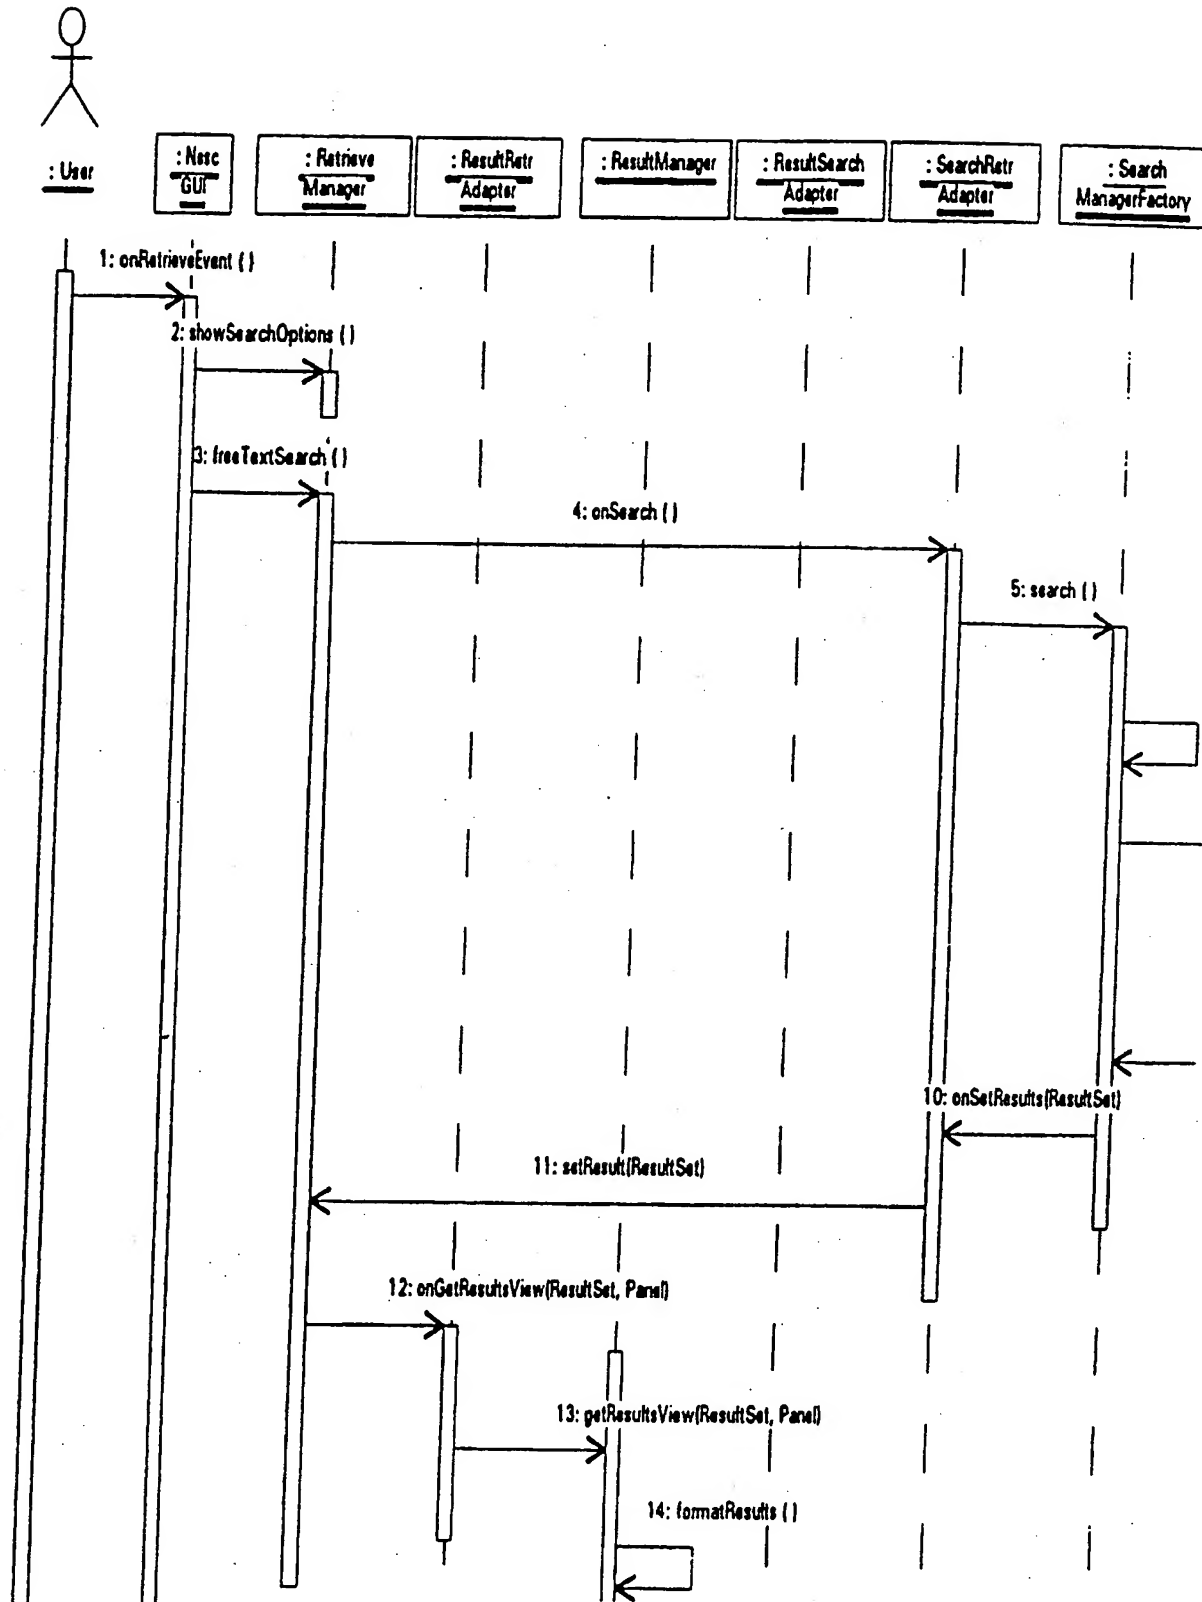 : User
: Nesc
GUI
: Retrieve
Manager
: ResultRetr
Adapter
: ResultManager
: ResultSearch
Adapter
: SearchRetr
Adapter
: Search
ManagerFactory
1: onRetrieveEvent ( )
2: showSearchOptions ( )
3: freeTextSearch ( )
4: onSearch ( )
5: search ( )
10: onSetResults(ResultSet)
11: setResult(ResultSet)
12: onGetResultsView(ResultSet, Panel)
13: getResultsView(ResultSet, Panel)
14: formatResults ( )